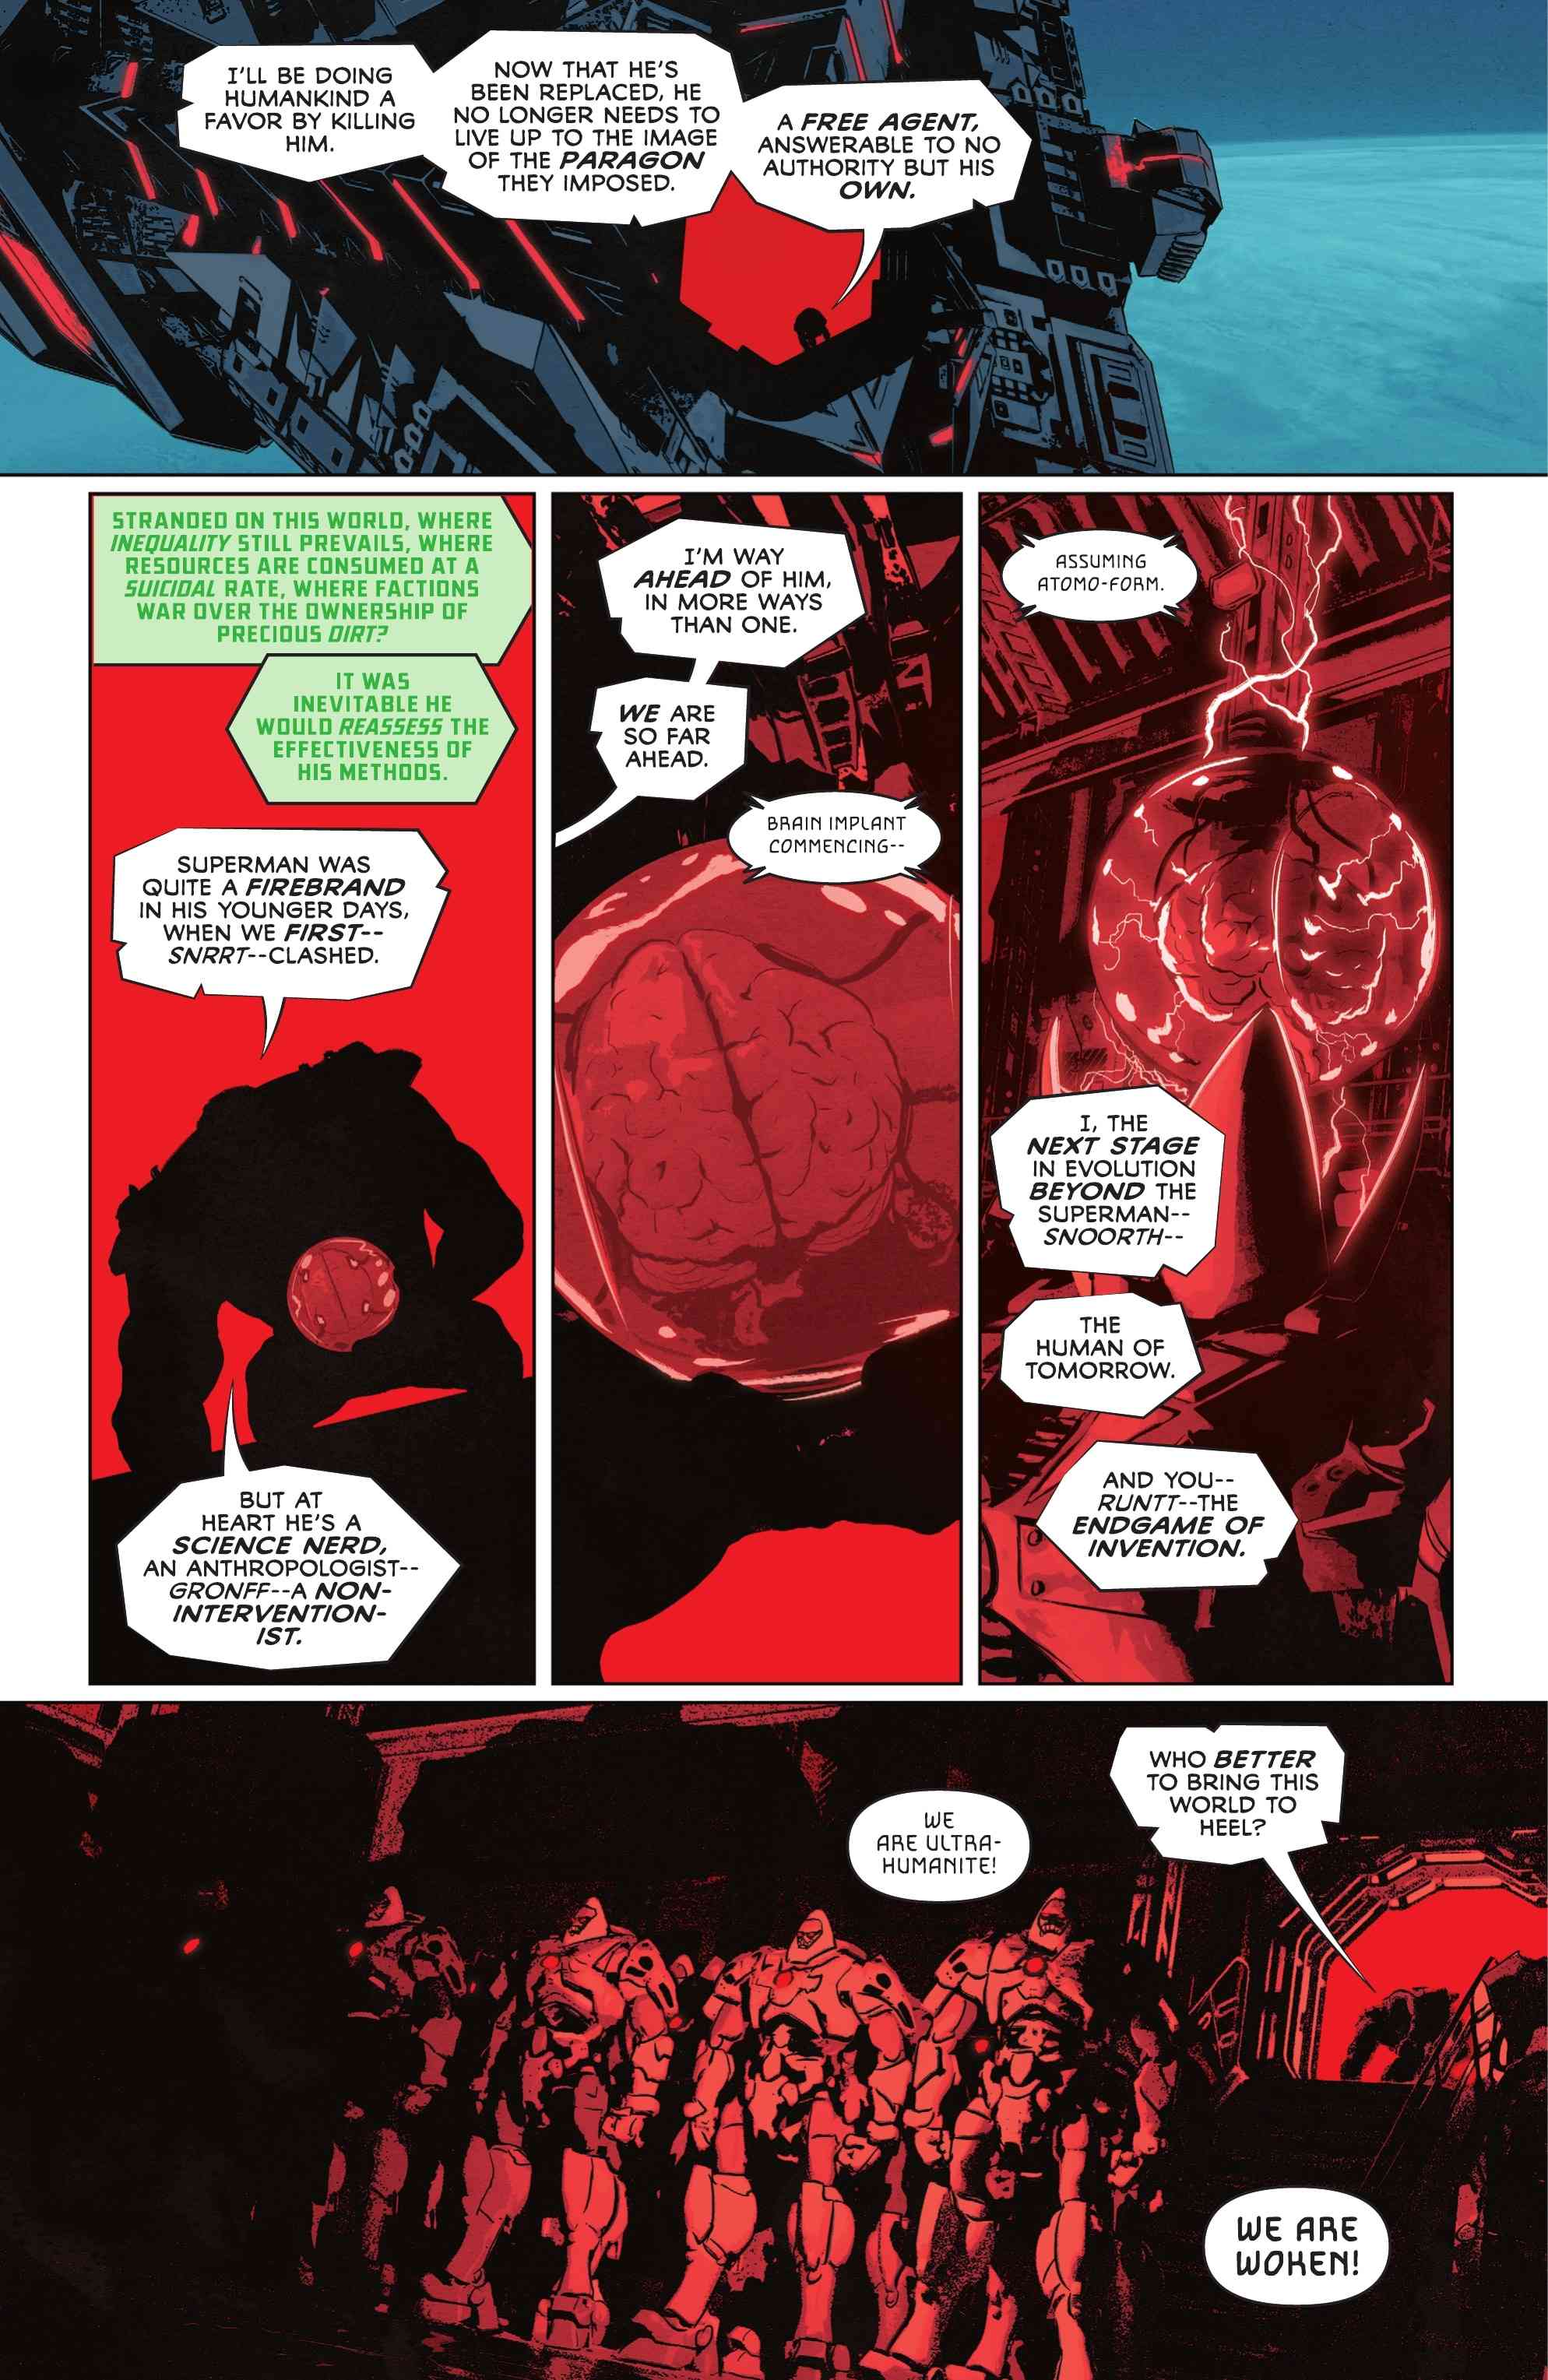 I'LL BE DOING
HUMANKIND A
FAVOR BY KILLING
HIM.
NOW THAT HE'S
BEEN REPLACED, HE
NO LONGER NEEDS TO
LIVE UP TO THE IMAGE
OF THE PARAGON
THEY IMPOSED.
A FREE AGENT,
ANSWERABLE TO NO
AUTHORITY BUT HIS
OWN.
STRANDED ON THIS WORLD, WHERE
INEQUALITY STILL PREVAILS, WHERE
RESOURCES ARE CONSUMED AT A
SUICIDAL RATE, WHERE FACTIONS
WAR OVER THE OWNERSHIP OF
PRECIOUS DIRT?
IT WAS
INEVITABLE HE
WOULD REASSESS THE
EFFECTIVENESS OF
HIS METHODS.
SUPERMAN WAS
QUITE A FIREBRAND
IN HIS YOUNGER DAYS,
WHEN WE FIRST--
SNRRT--CLASHED.
BUT AT
HEART HE'S A
SCIENCE NERD,
AN ANTHROPOLOGIST--
GRONFF--A NON-
INTERVENTION-
IST.
I'M WAY
AHEAD OF HIM,
IN MORE WAYS
THAN ONE.
WE ARE
SO FAR
AHEAD.
BRAIN IMPLANT
COMMENCING--
ASSUMING
ATOMO-FORM.
I, THE
NEXT STAGE
IN EVOLUTION
BEYOND THE
SUPERMAN--
SNOORTH--
THE
HUMAN OF
TOMORROW.
AND YOU--
RUNTT--THE
ENDGAME OF
INVENTION.
WE
ARE ULTRA-
HUMANITE!
WHO BETTER
TO BRING THIS
WORLD TO
HEEL?
WE ARE
WOKEN!